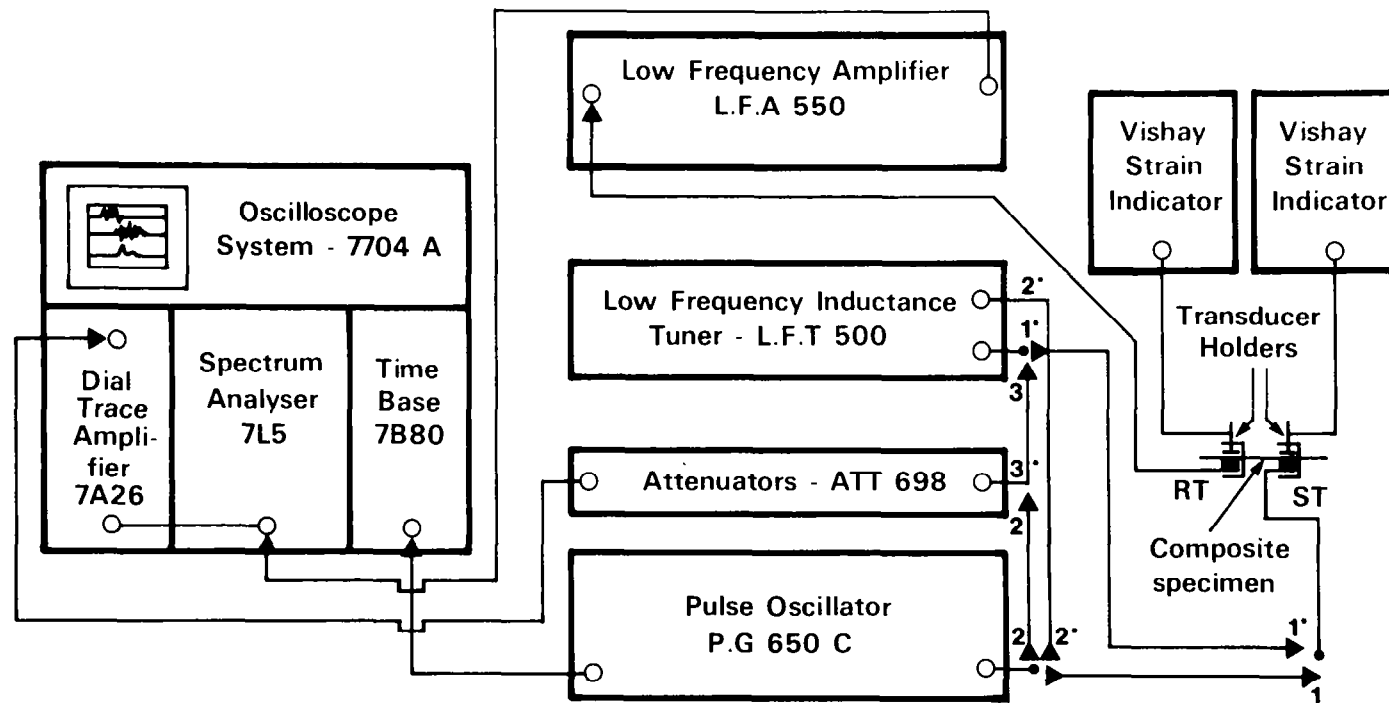 Low Frequency Amplifier
L.F.A 550
Vishay
Strain
Indicator
Vishay
Strain
Indicator
Oscilloscope
System - 7704 A
Low Frequency Inductance
Tuner - L.F.T 500
2'
1'
3
Transducer
Holders
Dial
Trace
Ampli-
fier
7A26
Spectrum
Analyser
7L5
Time
Base
7B80
Attenuators - ATT 698
3'
2
RT
ST
Composite
specimen
Pulse Oscillator
P.G 650 C
2
2'
1'
1